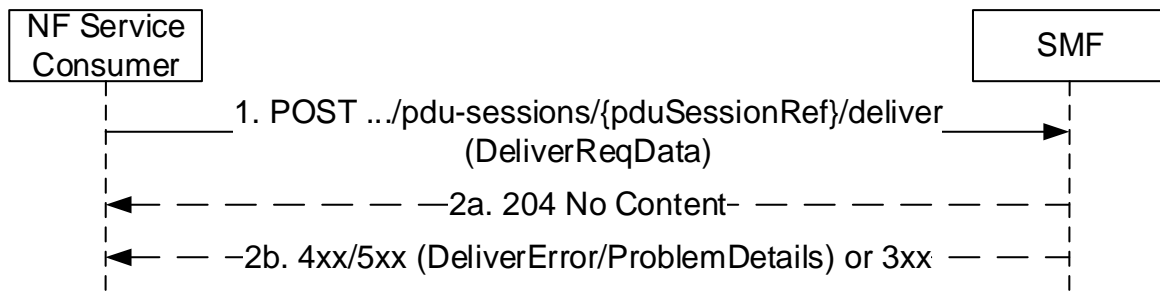 NF Service
Consumer
SMF
1. POST .../pdu-sessions/{pduSessionRef}/deliver
(DeliverReqData)
2a. 204 No Content
2b. 4xx/5xx (DeliverError/ProblemDetails) or 3xx